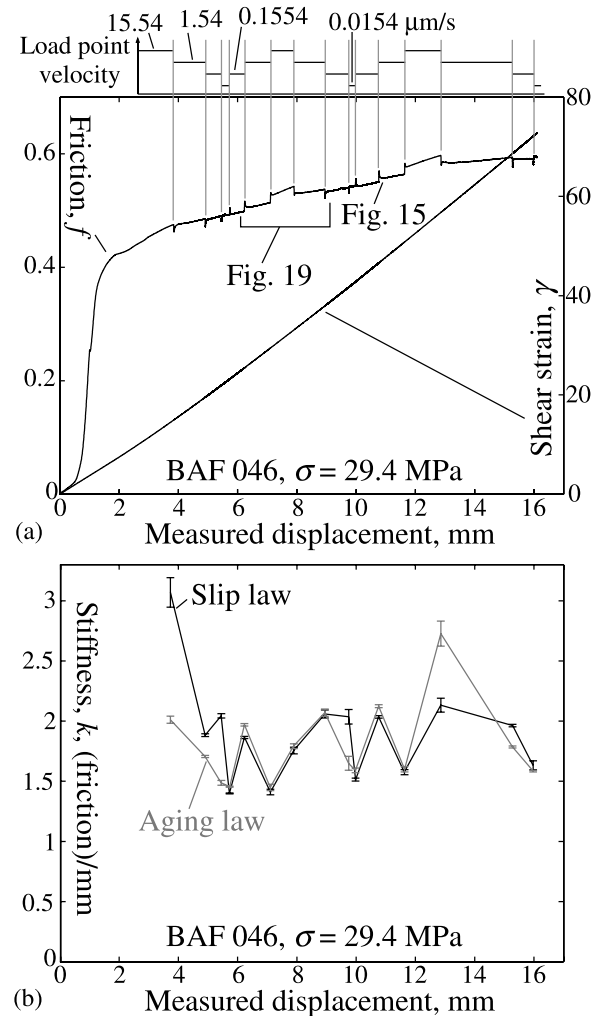 15.54 1.54 0.1554 0.0154 μm/s
Load point
velocity
Friction, f
0.6
0.4
0.2
0
80
60
40
20
0
Shear strain, γ
Fig. 15
Fig. 19
BAF 046, σ = 29.4 MPa
0 2 4 6 8 10 12 14 16
(a) Measured displacement, mm
Stiffness, k, (friction)/mm
3
2.5
2
1.5
1
0.5
0
Slip law
Aging law
BAF 046, σ = 29.4 MPa
0 2 4 6 8 10 12 14 16
(b) Measured displacement, mm